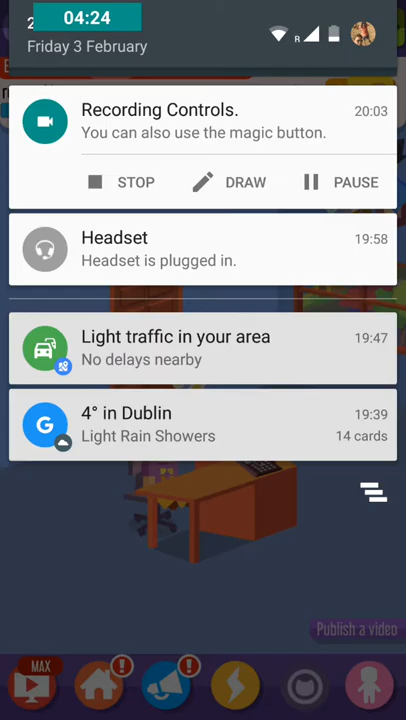 04:24
Friday 3 February
R
Recording Controls.
20:03
You can also use the magic button.
STOP
DRAW
PAUSE
Headset
19:58
Headset is plugged in.
Light traffic in your area
19:47
No delays nearby
G
4° in Dublin
19:39
Light Rain Showers
14 cards
Publish a video
MAX
!
!